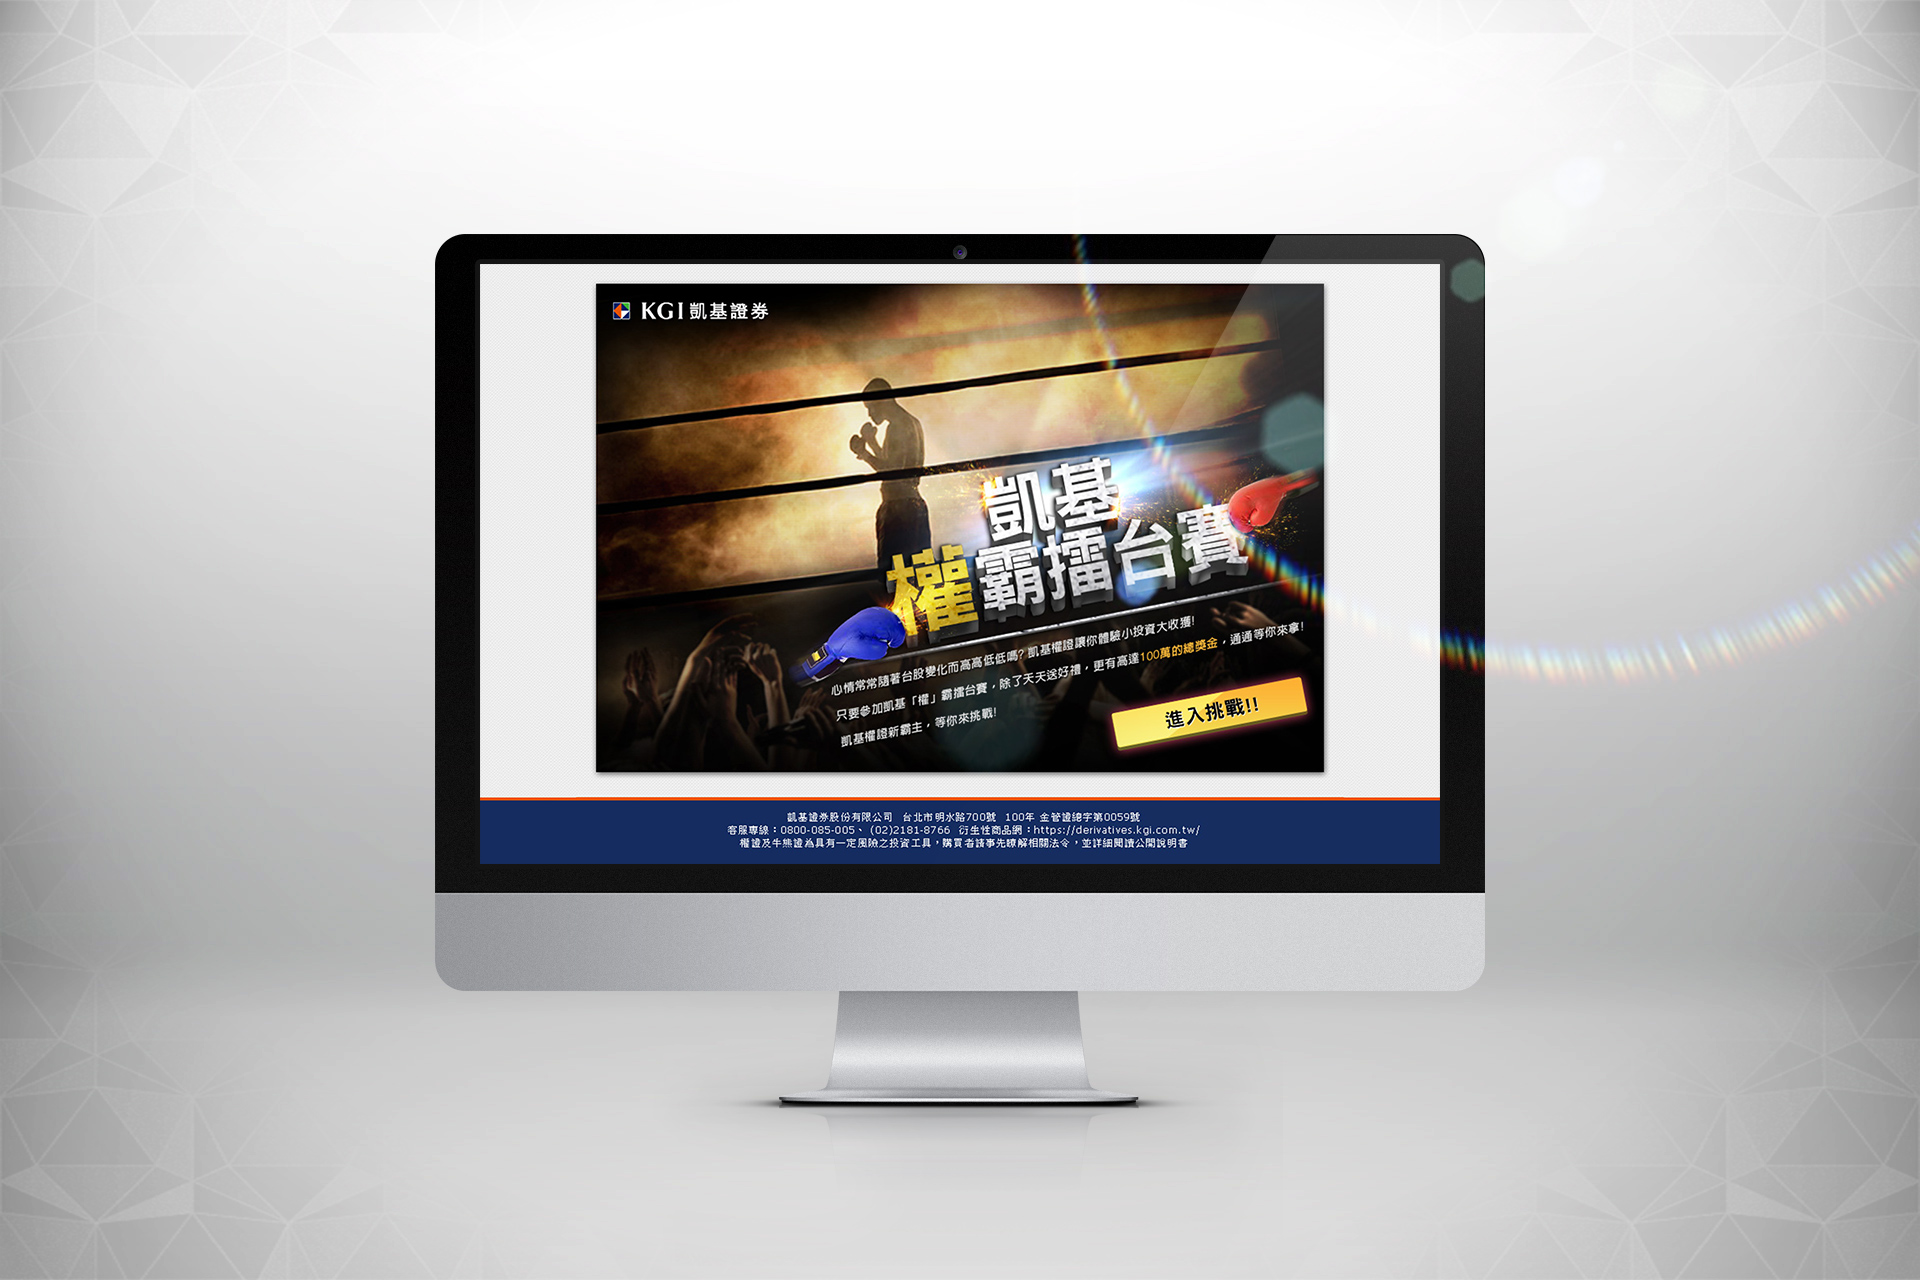 KGI 凱基證券
凱基
權霸擂台賽
心情常常隨著台股變化而高高低低嗎? 凱基權證讓你體驗小投資大收獲!
只要參加凱基「權」霸擂台賽，除了天天送好禮，更有高達100萬的總獎金，通通等你來拿!
凱基權證新霸主，等你來挑戰!
進入挑戰!!
凱基證券股份有限公司 台北市明水路700號 100年 金管證總字第0059號
客服專線：0800-085-005、 (02)2181-8766 衍生性商品網：https://derivatives.kgi.com.tw/
權證及牛熊證為具有一定風險之投資工具，購買者請事先瞭解相關法令，並詳細閱讀公開說明書